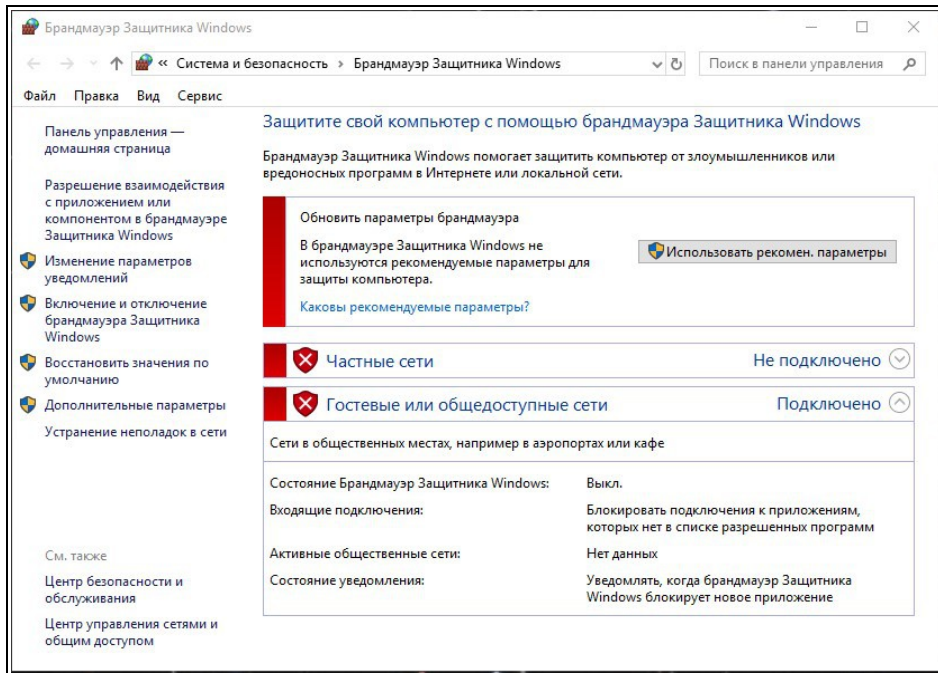 Брандмауэр Защитника Windows
« Система и безопасность › Брандмауэр Защитника Windows
Поиск в панели управления
Файл Правка Вид Сервис
Панель управления —
домашняя страница
Разрешение взаимодействия
с приложением или
компонентом в брандмауэре
Защитника Windows
Изменение параметров
уведомлений
Включение и отключение
брандмауэра Защитника
Windows
Восстановить значения по
умолчанию
Дополнительные параметры
Устранение неполадок в сети
См. также
Центр безопасности и
обслуживания
Центр управления сетями и
общим доступом
Защитите свой компьютер с помощью брандмауэра Защитника Windows
Брандмауэр Защитника Windows помогает защитить компьютер от злоумышленников или
вредоносных программ в Интернете или локальной сети.
Обновить параметры брандмауэра
В брандмауэре Защитника Windows не
используются рекомендуемые параметры для
защиты компьютера.
Использовать рекомен. параметры
Каковы рекомендуемые параметры?
Частные сети Не подключено
Гостевые или общедоступные сети Подключено
Сети в общественных местах, например в аэропортах или кафе
Состояние Брандмауэр Защитника Windows: Выкл.
Входящие подключения: Блокировать подключения к приложениям,
которых нет в списке разрешенных программ
Активные общественные сети: Нет данных
Состояние уведомления: Уведомлять, когда брандмауэр Защитника
Windows блокирует новое приложение